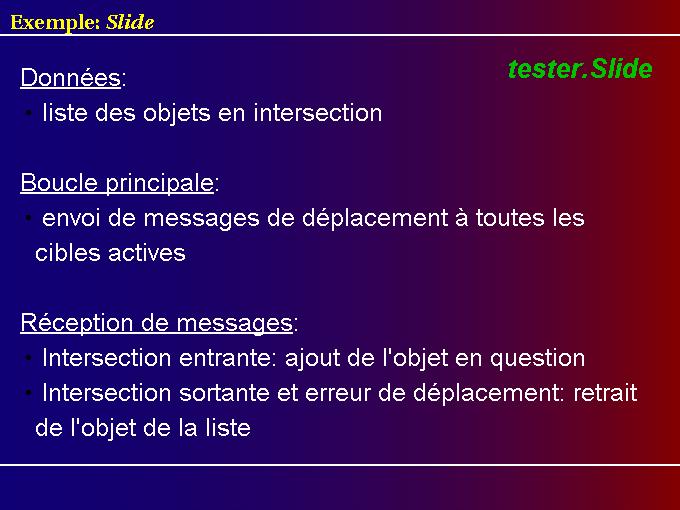 Exemple: Slide
tester.Slide
Données:
· liste des objets en intersection
Boucle principale:
· envoi de messages de déplacement à toutes les
cibles actives
Réception de messages:
· Intersection entrante: ajout de l'objet en question
· Intersection sortante et erreur de déplacement: retrait
de l'objet de la liste